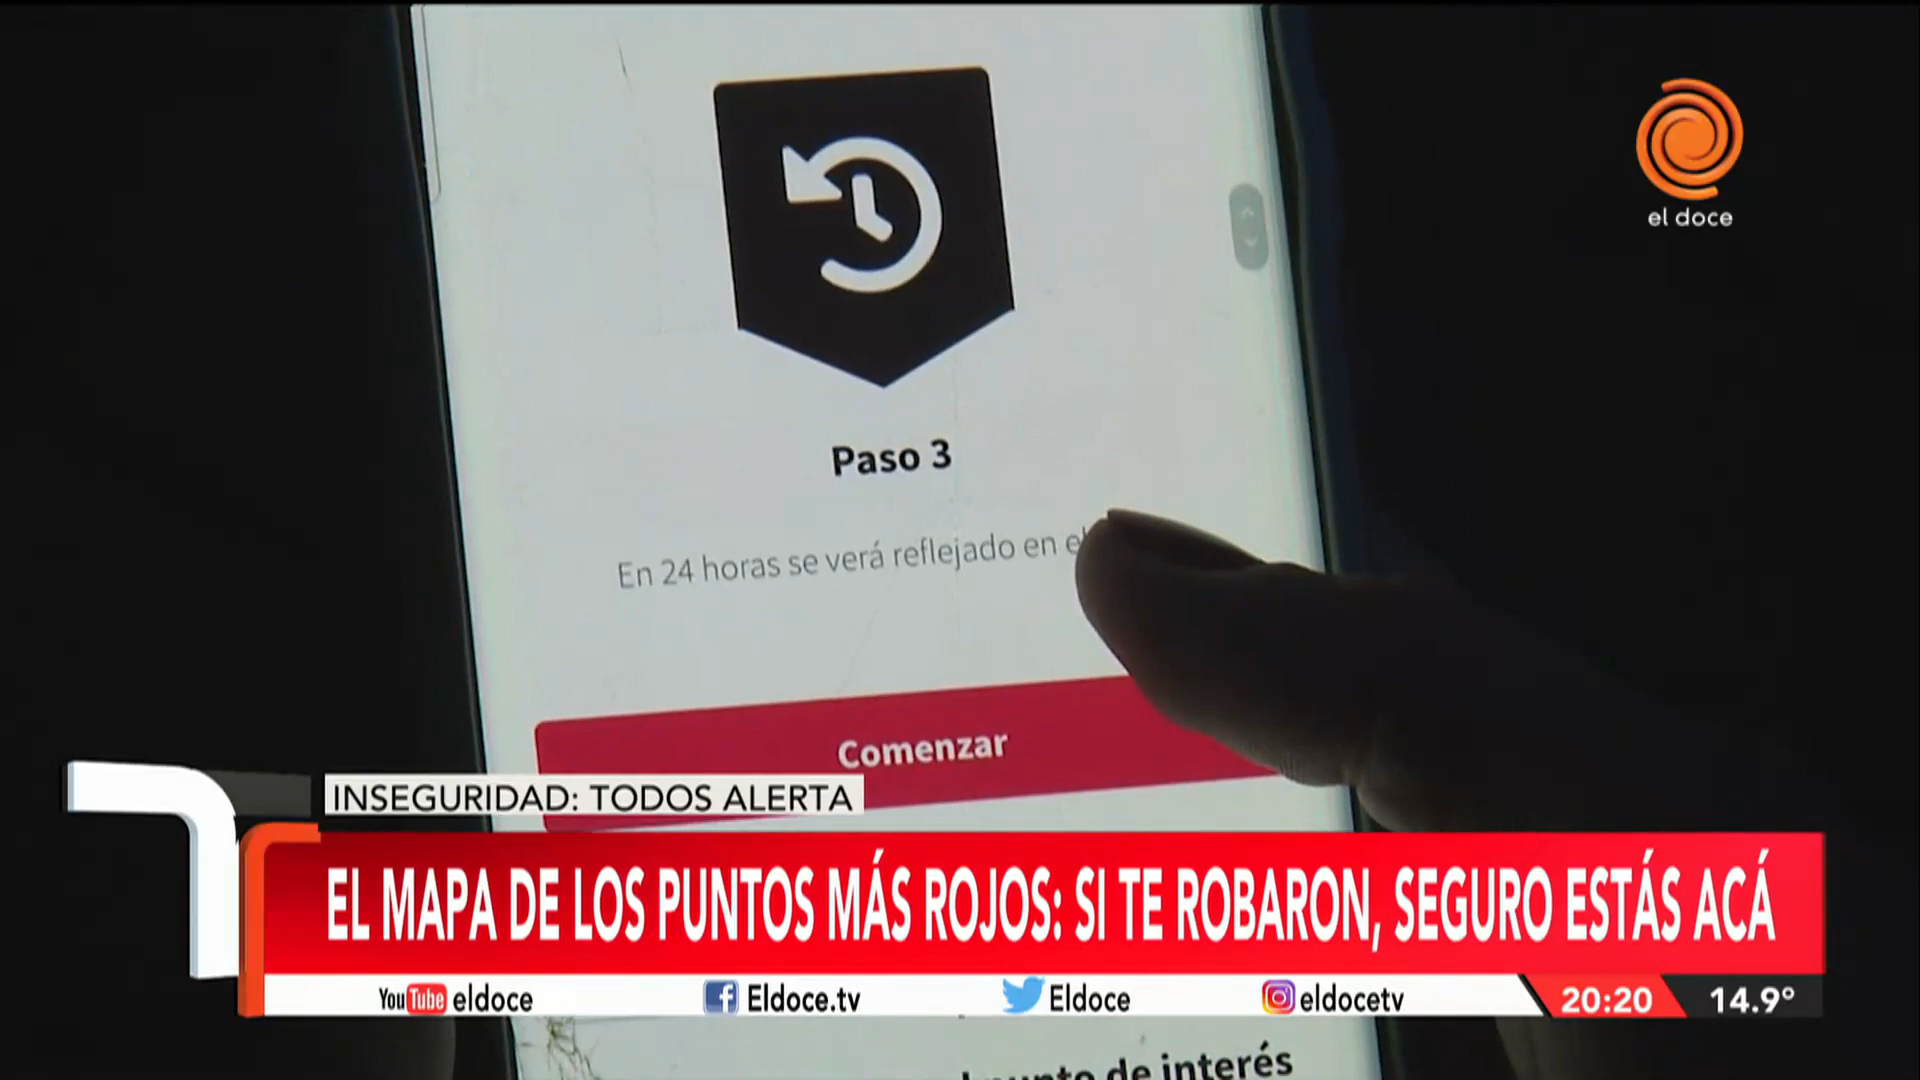 el doce
Paso 3
En 24 horas se verá reflejado en el
Comenzar
INSEGURIDAD: TODOS ALERTA
EL MAPA DE LOS PUNTOS MÁS ROJOS: SI TE ROBARON, SEGURO ESTÁS ACÁ
YouTube eldoce
Eldoce.tv
Eldoce
eldocetv
20:20
14.9°
punto de interés